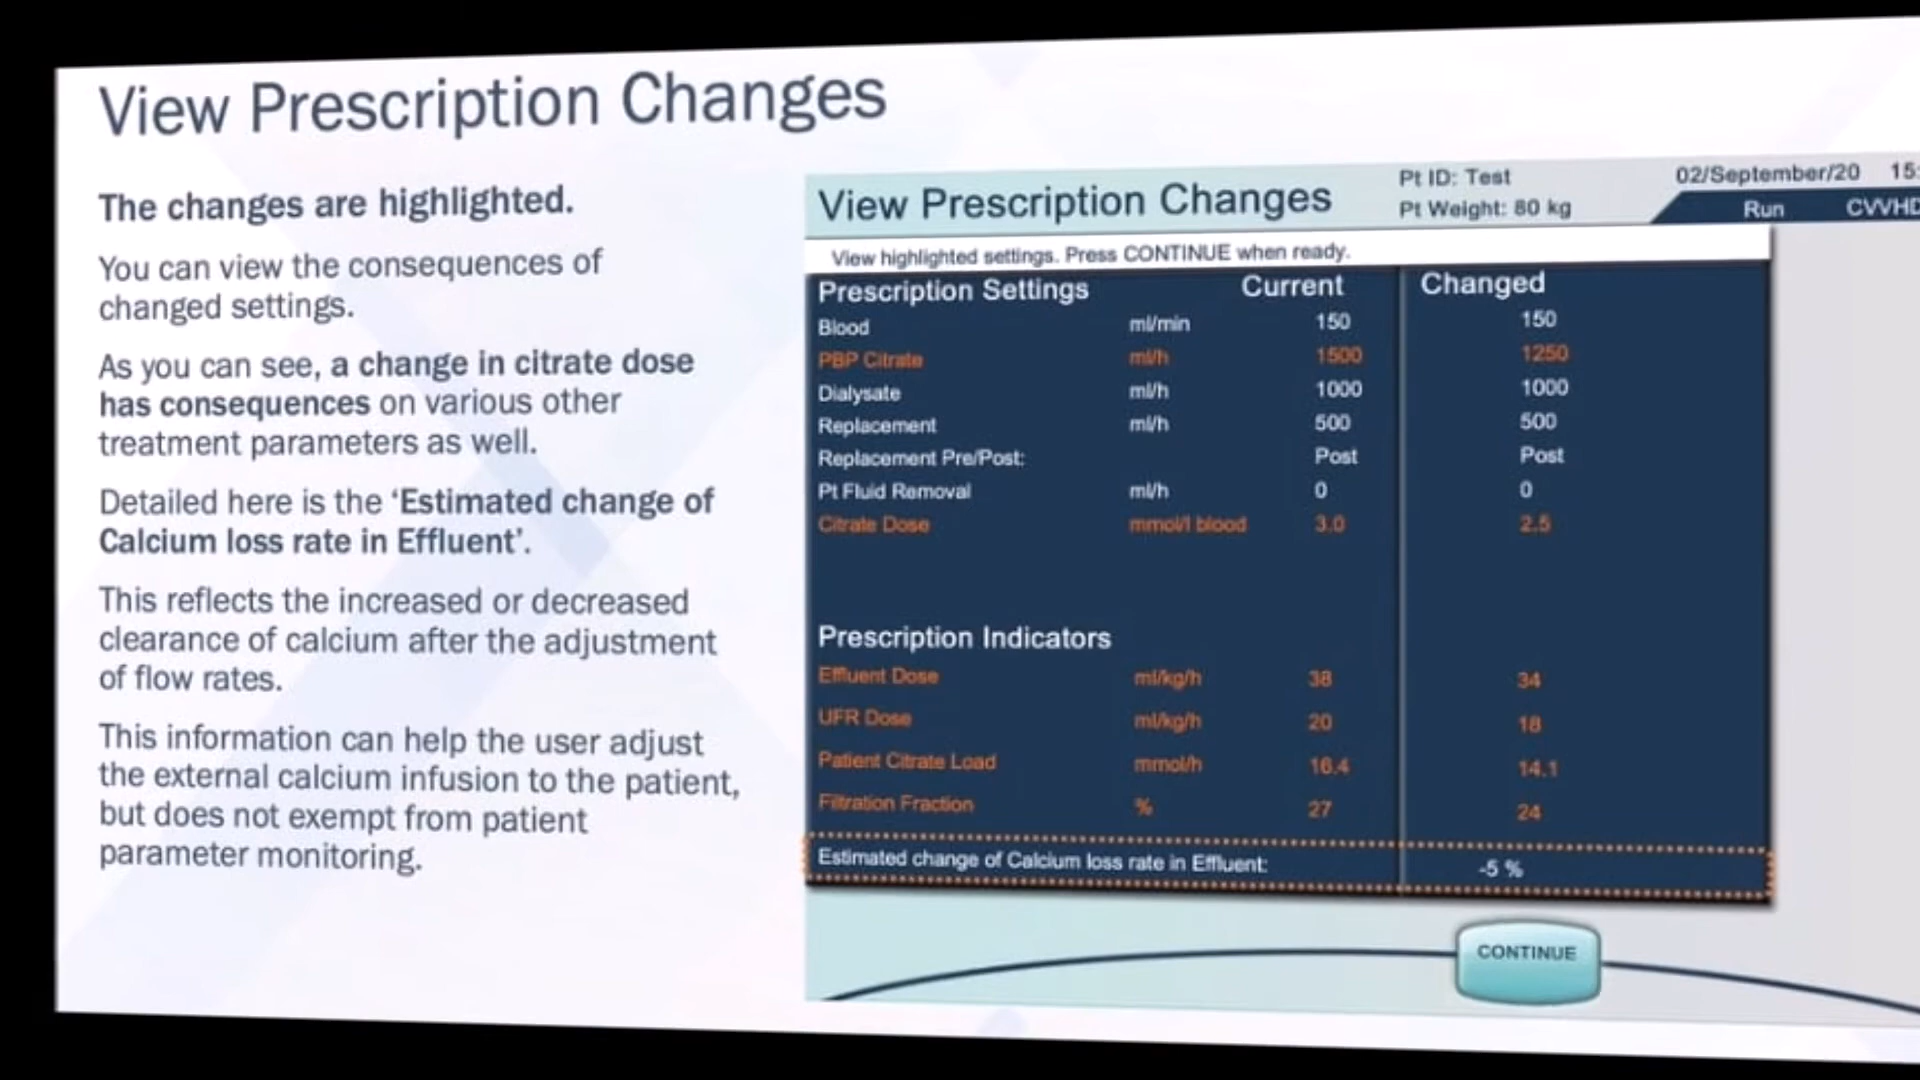 View Prescription Changes
The changes are highlighted.
You can view the consequences of
changed settings.
As you can see, a change in citrate dose
has consequences on various other
treatment parameters as well.
Detailed here is the ‘Estimated change of
Calcium loss rate in Effluent’.
This reflects the increased or decreased
clearance of calcium after the adjustment
of flow rates.
This information can help the user adjust
the external calcium infusion to the patient,
but does not exempt from patient
parameter monitoring.
View Prescription Changes
Pt ID: Test
Pt Weight: 80 kg
02/September/20 15:
Run CVVHD
View highlighted settings. Press CONTINUE when ready.
Prescription Settings Current Changed
Blood ml/min 150 150
PBP Citrate ml/h 1500 1250
Dialysate ml/h 1000 1000
Replacement ml/h 500 500
Replacement Pre/Post: Post Post
Pt Fluid Removal ml/h 0 0
Citrate Dose mmol/l blood 3.0 2.5
Prescription Indicators
Effluent Dose ml/kg/h 38 34
UFR Dose ml/kg/h 20 18
Patient Citrate Load mmol/h 16.4 14.1
Filtration Fraction % 27 24
Estimated change of Calcium loss rate in Effluent: -5 %
CONTINUE